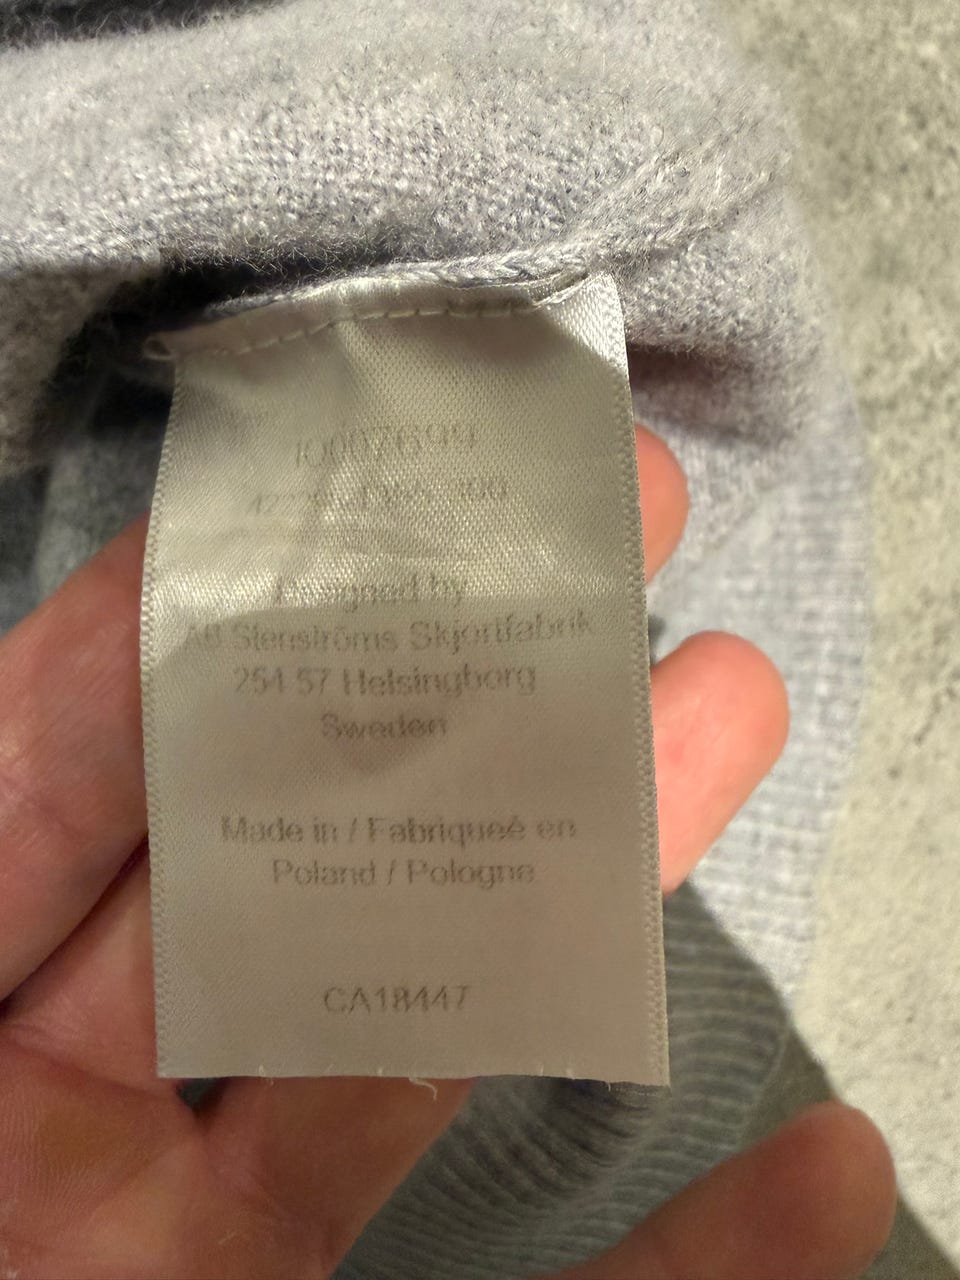 Designed by
AB Stenströms Skjortfabrik
254 57 Helsingborg
Sweden
Made in / Fabriqueé en
Poland / Pologne
CA18447